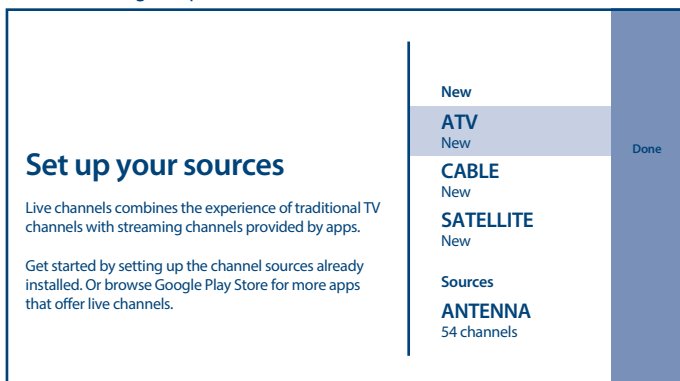 Set up your sources
Live channels combines the experience of traditional TV
channels with streaming channels provided by apps.
Get started by setting up the channel sources already
installed. Or browse Google Play Store for more apps
that offer live channels.
New
ATV
New
CABLE
New
SATELLITE
New
Sources
ANTENNA
54 channels
Done